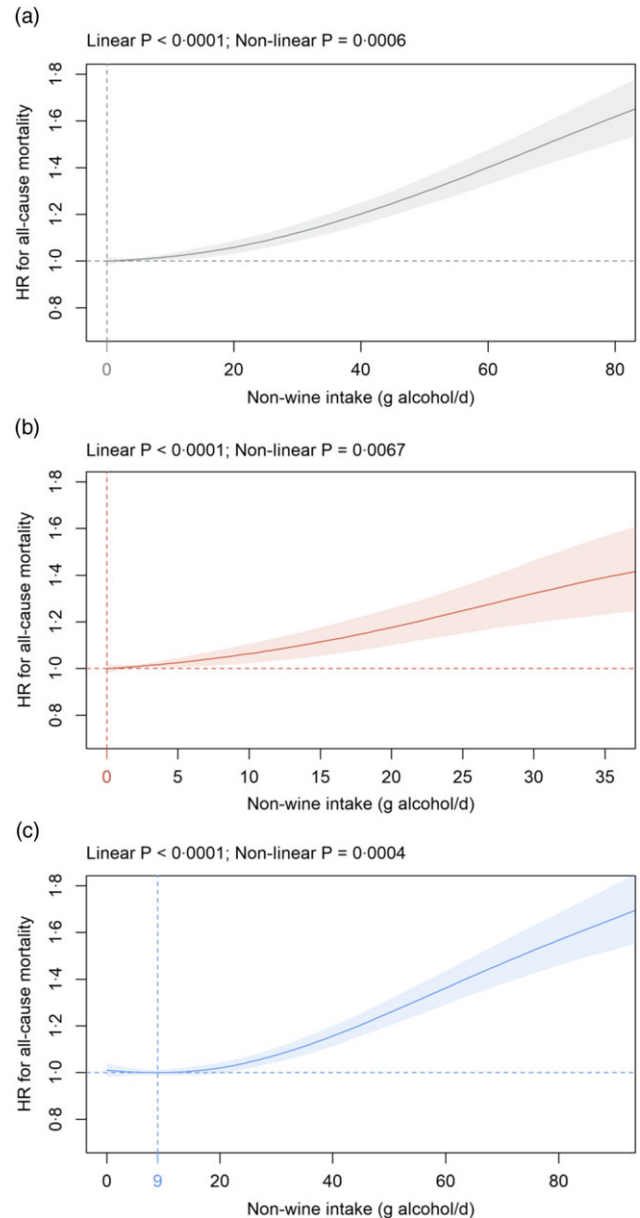 (a)
Linear P < 0·0001; Non-linear P = 0·0006
HR for all-cause mortality
1·8
1·6
1·4
1·2
1·0
0·8
0 20 40 60 80
Non-wine intake (g alcohol/d)
(b)
Linear P < 0·0001; Non-linear P = 0·0067
HR for all-cause mortality
1·8
1·6
1·4
1·2
1·0
0·8
0 5 10 15 20 25 30 35
Non-wine intake (g alcohol/d)
(c)
Linear P < 0·0001; Non-linear P = 0·0004
HR for all-cause mortality
1·8
1·6
1·4
1·2
1·0
0·8
0 9 20 40 60 80
Non-wine intake (g alcohol/d)